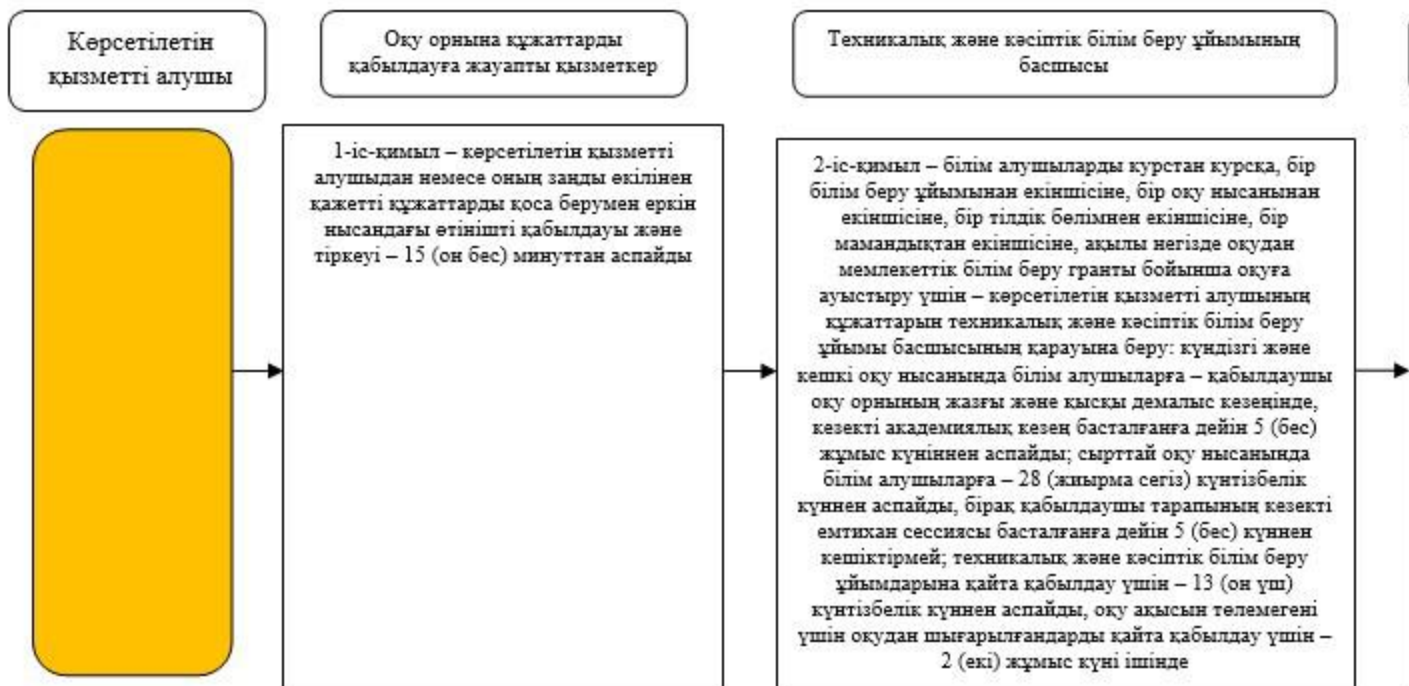 Көрсетілетін
қызметті алушы
Оқу орнына құжаттарды
қабылдауға жауапты қызметкер
Техникалық және кәсіптік білім беру ұйымының
басшысы
1-іс-қимыл – көрсетілетін қызметті
алушыдан немесе оның заңды өкілінен
қажетті құжаттарды қоса берумен еркін
нысандағы өтінішті қабылдауы және
тіркеуі – 15 (он бес) минуттан аспайды
2-іс-қимыл – білім алушыларды курстан курсқа, бір
білім беру ұйымынан екіншісіне, бір оқу нысанынан
екіншісіне, бір тілдік бөлімнен екіншісіне, бір
мамандықтан екіншісіне, ақылы негізде оқудан
мемлекеттік білім беру гранты бойынша оқуға
ауыстыру үшін – көрсетілетін қызметті алушының
құжаттарын техникалық және кәсіптік білім беру
ұйымы басшысының қарауына беру: күндізгі және
кешкі оқу нысанында білім алушыларға – қабылдаушы
оқу орнының жазғы және қысқы демалыс кезеңінде,
кезекті академиялық кезең басталғанға дейін 5 (бес)
жұмыс күніннен аспайды; сырттай оқу нысанында
білім алушыларға – 28 (жиырма сегіз) күнтізбелік
күннен аспайды, бірақ қабылдаушы тарапының кезекті
емтихан сессиясы басталғанға дейін 5 (бес) күннен
кешіктірмей; техникалық және кәсіптік білім беру
ұйымдарына қайта қабылдау үшін – 13 (он үш)
күнтізбелік күннен аспайды, оқу ақысын төлемегені
үшін оқудан шығарылғандарды қайта қабылдау үшін –
2 (екі) жұмыс күні ішінде